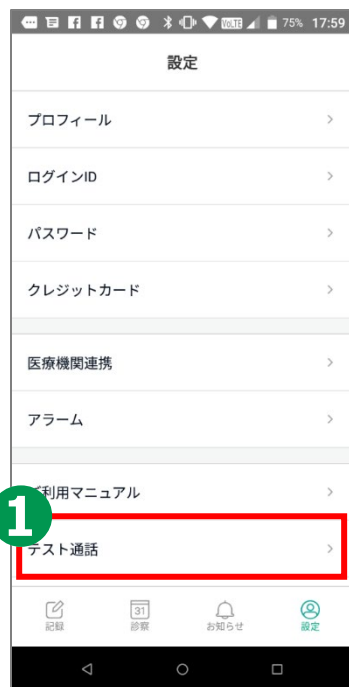 VoLTE 75% 17:59
設定
プロフィール
ログインID
パスワード
クレジットカード
医療機関連携
アラーム
利用マニュアル
1
テスト通話
31
記録 診察 お知らせ 設定